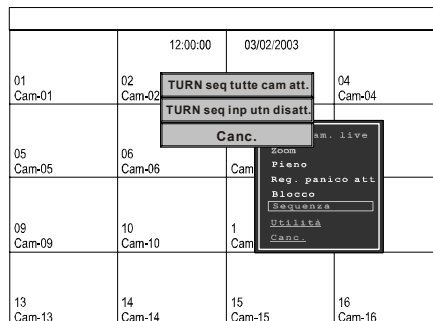 12:00:00 03/02/2003
01 02 04
Cam-01 Cam-02 Cam-04
TURN seq tutte cam att.
TURN seq inp utn disatt.
Canc.
am. live
Zoom
Pieno
Reg. panico att
Blocco
Sequenza
Utilità
Canc.
05 06
Cam-05 Cam-06 Cam
09 10 1
Cam-09 Cam-10 Cam
13 14 15 16
Cam-13 Cam-14 Cam-15 Cam-16